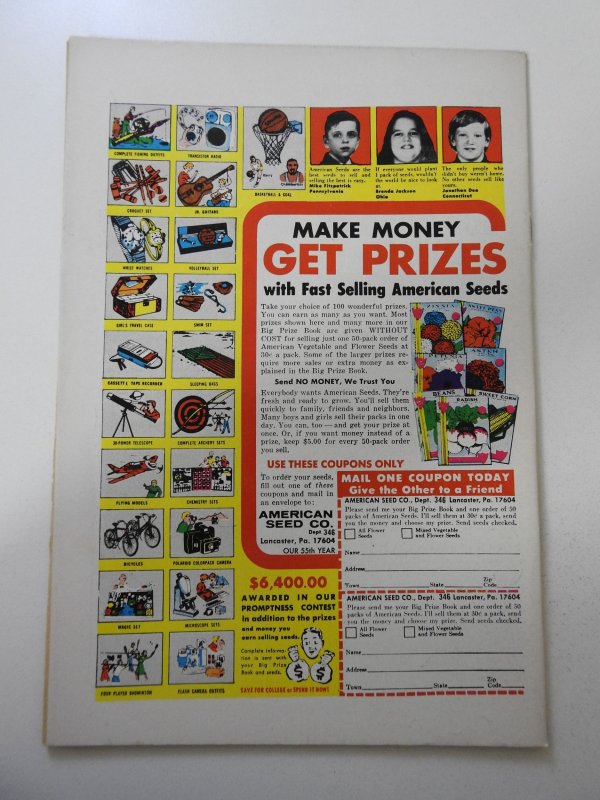 COMPLETE FISHING OUTFITS
TRANSISTOR RADIO
CROQUET SET
JR. GUITARS
WRIST WATCHES
VOLLEYBALL SET
GIRL'S TRAVEL CASE
SWIM SET
CASSETTE TAPE RECORDER
SLEEPING BAGS
30-POWER TELESCOPE
COMPLETE ARCHERY SETS
FLYING MODELS
CHEMISTRY SETS
BICYCLES
POLAROID COLORPACK CAMERA
MAGIC SET
MICROSCOPE SETS
FOUR PLAYER BADMINTON
FLASH CAMERA OUTFITS
BASKETBALL & GOAL
American Seeds are the
best seeds to sell and
selling the best is easy.
Mike Fitzpatrick
Pennsylvania
If everyone would plant
1 pack of seeds, wouldn't
the world be nice to look
at.
Brenda Jackson
Ohio
The only people who
didn't buy weren't home.
No other seeds sell like
yours.
Jonathan Dea
Connecticut
MAKE MONEY
GET PRIZES
with Fast Selling American Seeds
Take your choice of 100 wonderful prizes.
You can earn as many as you want. Most
prizes shown here and many more in our
Big Prize Book are given WITHOUT
COST for selling just one 50-pack order of
American Vegetable and Flower Seeds at
30¢ a pack. Some of the larger prizes
require more sales or extra money as ex-
plained in the Big Prize Book.
Send NO MONEY, We Trust You
Everybody wants American Seeds. They're
fresh and ready to grow. You'll sell them
quickly to family, friends and neighbors.
Many boys and girls sell their packs in one
day. You can, too — and get your prize at
once. Or, if you want money instead of a
prize, keep $5.00 for every 50-pack order
you sell.
ZINNIA
SWEET PEAS
ASTER
BEANS
SWEET CORN
RADISH
USE THESE COUPONS ONLY
To order your seeds,
fill out one of these
coupons and mail in
an envelope to:
AMERICAN
SEED CO.
Dept. 346
Lancaster, Pa. 17604
OUR 55th YEAR
MAIL ONE COUPON TODAY
Give the Other to a Friend
AMERICAN SEED CO., Dept. 346 Lancaster, Pa. 17604
Please send me your Big Prize Book and one order of 50
packs of American Seeds. I'll sell them at 30¢ a pack, send
you the money and choose my prize. Send seeds checked.
All Flower
Seeds
Mixed Vegetable
and Flowered Seeds
Name
Address
Town State Zip Code
AMERICAN SEED CO., Dept. 346 Lancaster, Pa. 17604
Please send me your Big Prize Book and one order of 50
packs of American Seeds. I'll sell them at 30¢ a pack, send
you the money and choose my prize. Send seeds checked.
All Flower
Seeds
Mixed Vegetable
and Flower Seeds
Name
Address
Town State Zip Code
$6,400.00
AWARDED IN OUR
PROMPTNESS CONTEST
In addition to the prizes
and money you
earn selling seeds.
Complete informa-
tion is sent with
your Big Prize
Book and seeds.
SAVE FOR COLLEGE or SPEND IT NOW!